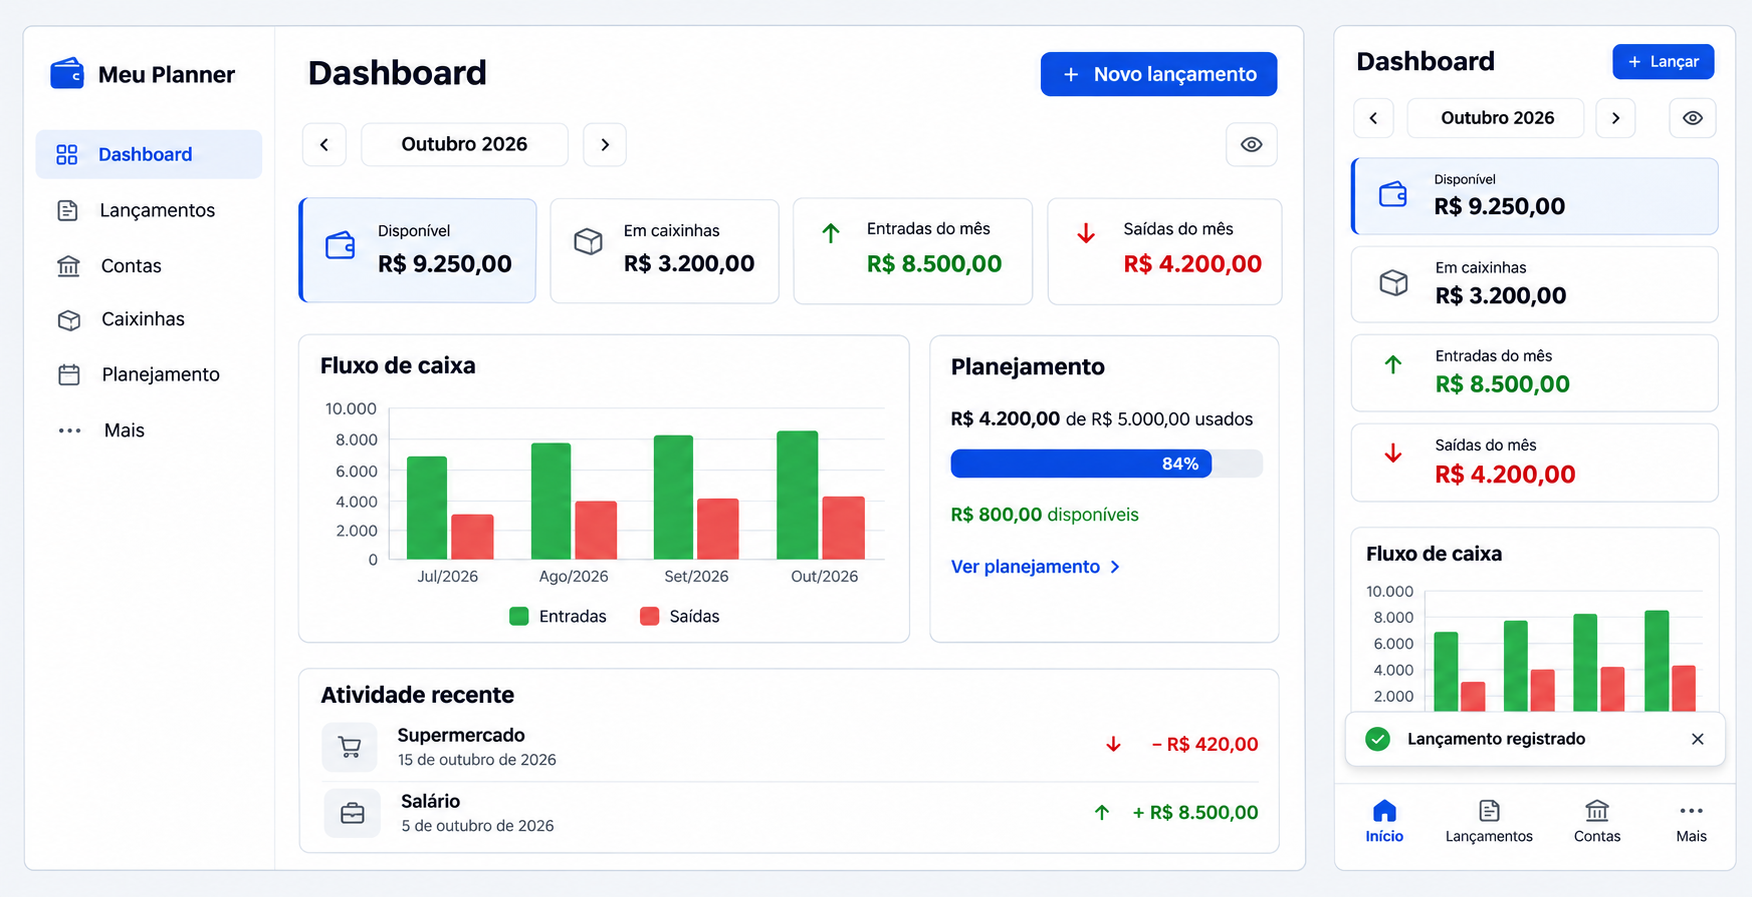 Meu Planner
Dashboard
Lançamentos
Contas
Caixinhas
Planejamento
Mais
Dashboard
+ Novo lançamento
Outubro 2026
Disponível
R$ 9.250,00
Em caixinhas
R$ 3.200,00
Entradas do mês
R$ 8.500,00
Saídas do mês
R$ 4.200,00
Fluxo de caixa
10.000
8.000
6.000
4.000
2.000
0
Jul/2026 Ago/2026 Set/2026 Out/2026
Entradas Saídas
Planejamento
R$ 4.200,00 de R$ 5.000,00 usados
84%
R$ 800,00 disponíveis
Ver planejamento
Atividade recente
Supermercado
15 de outubro de 2026
− R$ 420,00
Salário
5 de outubro de 2026
+ R$ 8.500,00
Dashboard
+ Lançar
Outubro 2026
Disponível
R$ 9.250,00
Em caixinhas
R$ 3.200,00
Entradas do mês
R$ 8.500,00
Saídas do mês
R$ 4.200,00
Fluxo de caixa
10.000
8.000
6.000
4.000
2.000
Lançamento registrado
Início Lançamentos Contas Mais